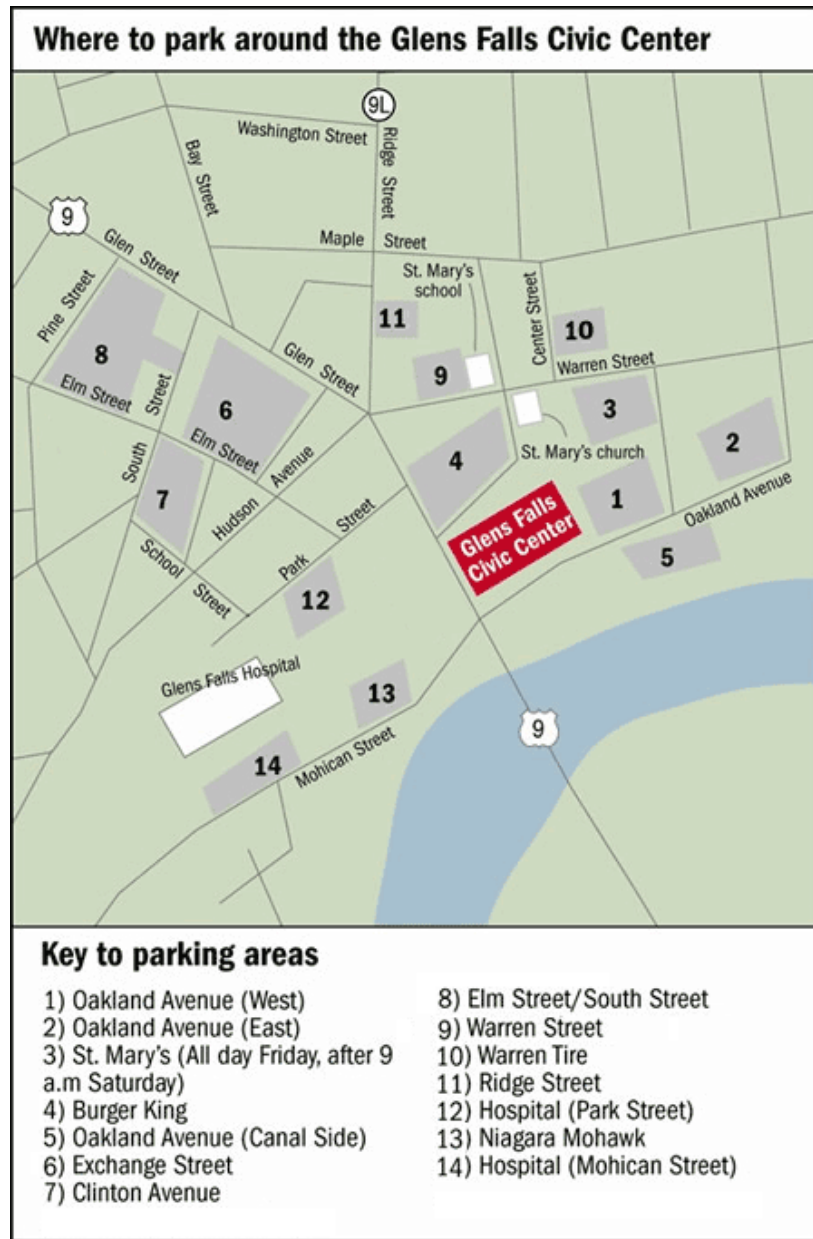 Where to park around the Glens Falls Civic Center
9L
Washington Street
Ridge Street
Bay Street
9
Glen Street
Maple Street
St. Mary's
school
Pine Street
Center Street
11
10
8
Glen Street
Warren Street
9
Elm Street
South Street
6
3
Elm Street
4
St. Mary's church
2
Hudson Avenue
7
1
Oakland Avenue
Glens Falls
Civic Center
Park Street
5
School Street
12
Glens Falls Hospital
13
9
14
Mohican Street
Key to parking areas
1) Oakland Avenue (West)
2) Oakland Avenue (East)
3) St. Mary's (All day Friday, after 9
a.m Saturday)
4) Burger King
5) Oakland Avenue (Canal Side)
6) Exchange Street
7) Clinton Avenue
8) Elm Street/South Street
9) Warren Street
10) Warren Tire
11) Ridge Street
12) Hospital (Park Street)
13) Niagara Mohawk
14) Hospital (Mohican Street)